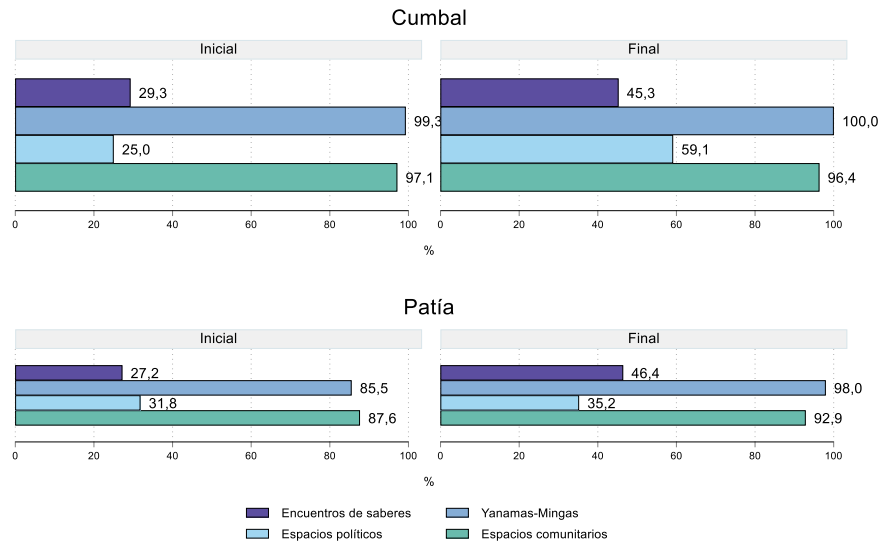 Cumbal
Inicial Final
29,3 45,3
99,3 100,0
25,0 59,1
97,1 96,4
0 20 40 60 80 100 0 20 40 60 80 100
%
Patía
Inicial Final
27,2 46,4
85,5 98,0
31,8 35,2
87,6 92,9
0 20 40 60 80 100 0 20 40 60 80 100
%
Encuentros de saberes Yanamas-Mingas
Espacios políticos Espacios comunitarios